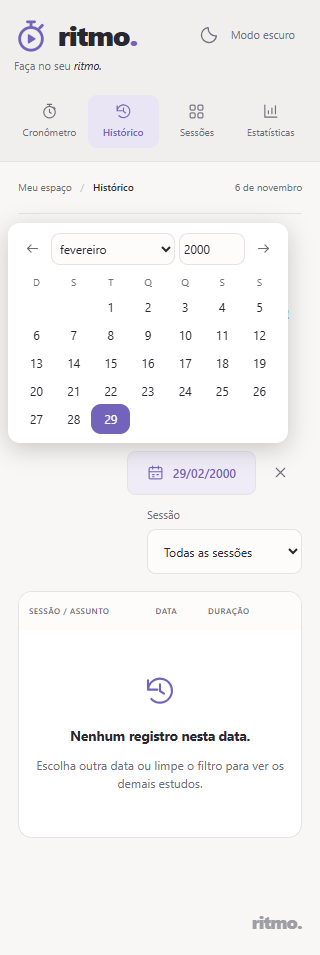 ritmo.
Modo escuro
Faça no seu ritmo.
Cronômetro
Histórico
Sessões
Estatísticas
Meu espaço / Histórico
6 de novembro
fevereiro
2000
D S T Q Q S S
1 2 3 4 5
6 7 8 9 10 11 12
13 14 15 16 17 18 19
20 21 22 23 24 25 26
27 28 29
29/02/2000
Sessão
Todas as sessões
SESSÃO / ASSUNTO DATA DURAÇÃO
Nenhum registro nesta data.
Escolha outra data ou limpe o filtro para ver os
demais estudos.
ritmo.